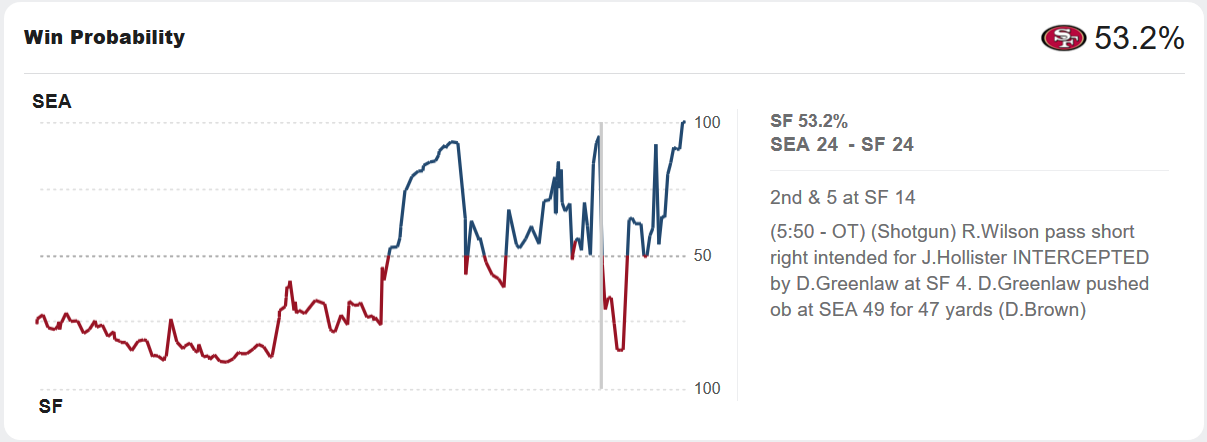 Win Probability
SF 53.2%
SEA
100
50
100
SF
SF 53.2%
SEA 24 - SF 24
2nd & 5 at SF 14
(5:50 - OT) (Shotgun) R.Wilson pass short
right intended for J.Hollister INTERCEPTED
by D.Greenlaw at SF 4. D.Greenlaw pushed
ob at SEA 49 for 47 yards (D.Brown)